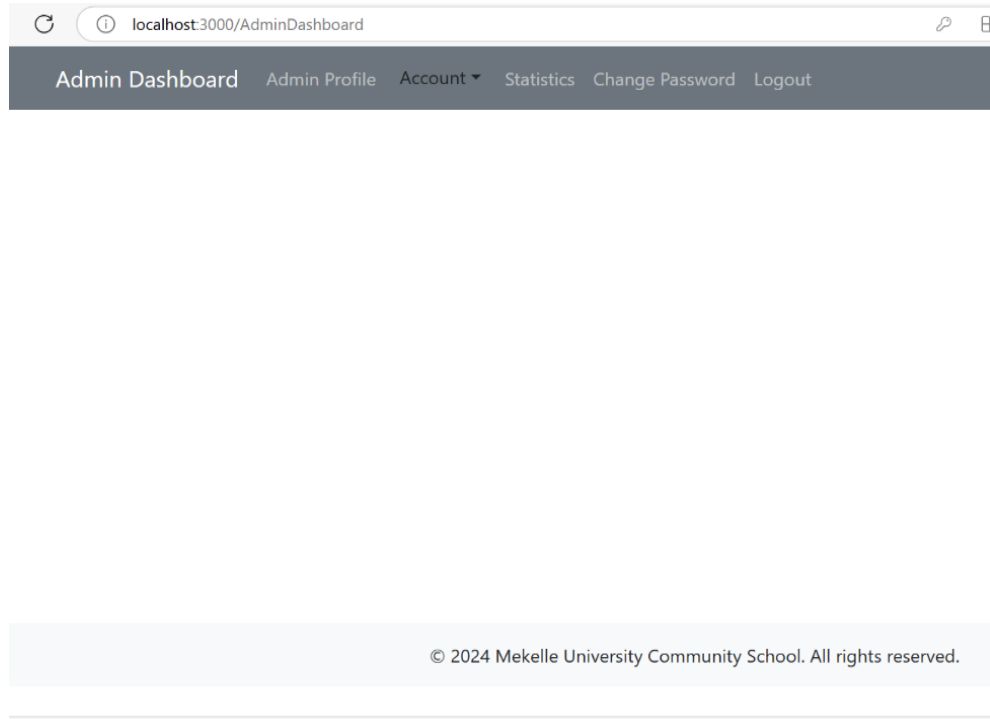 localhost:3000/AdminDashboard
Admin Dashboard Admin Profile Account Statistics Change Password Logout
© 2024 Mekelle University Community School. All rights reserved.